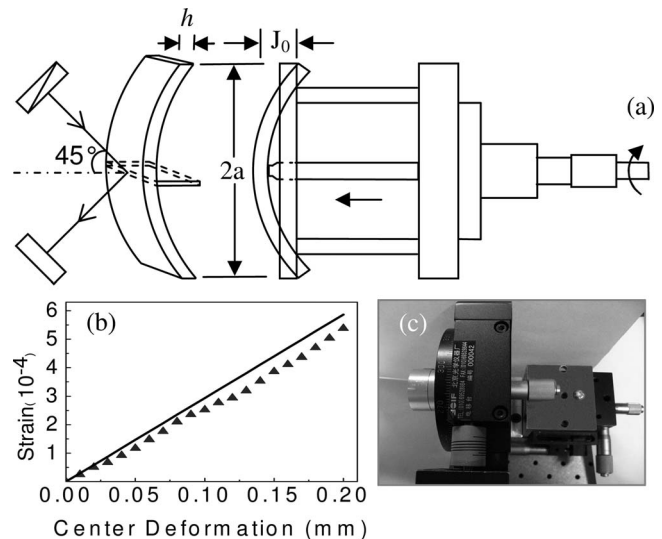 h
J0
(a)
45°
2a
(b)
6
5
4
3
2
1
Strain(10-4)
0.00 0.05 0.10 0.15 0.20
Center Deformation (mm)
(c)
000042